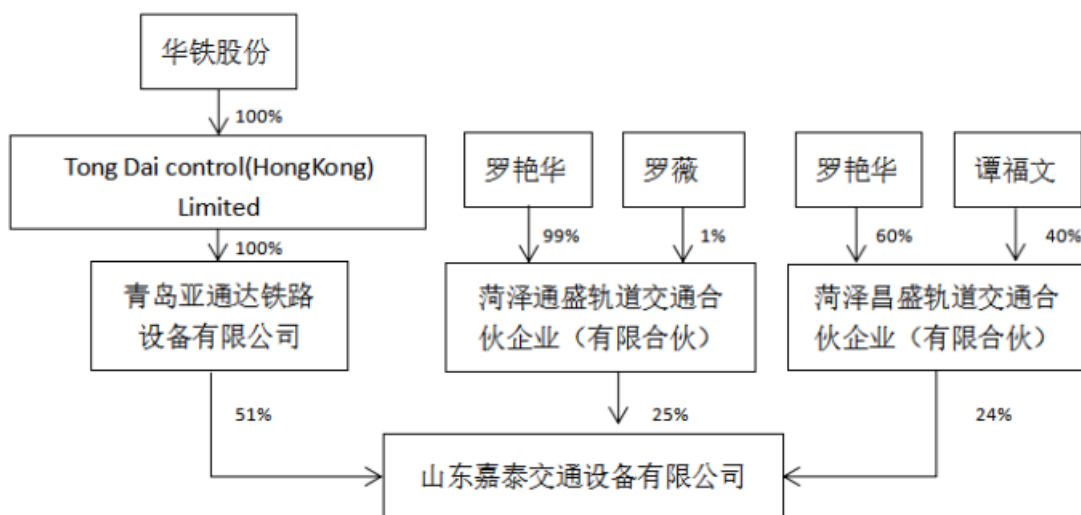 华铁股份
100%
Tong Dai control(HongKong)
Limited
罗艳华
罗薇
罗艳华
谭福文
100%
99%
1%
60%
40%
青岛亚通达铁路
设备有限公司
菏泽通盛轨道交通合
伙企业（有限合伙）
菏泽昌盛轨道交通合
伙企业（有限合伙）
51%
25%
24%
山东嘉泰交通设备有限公司